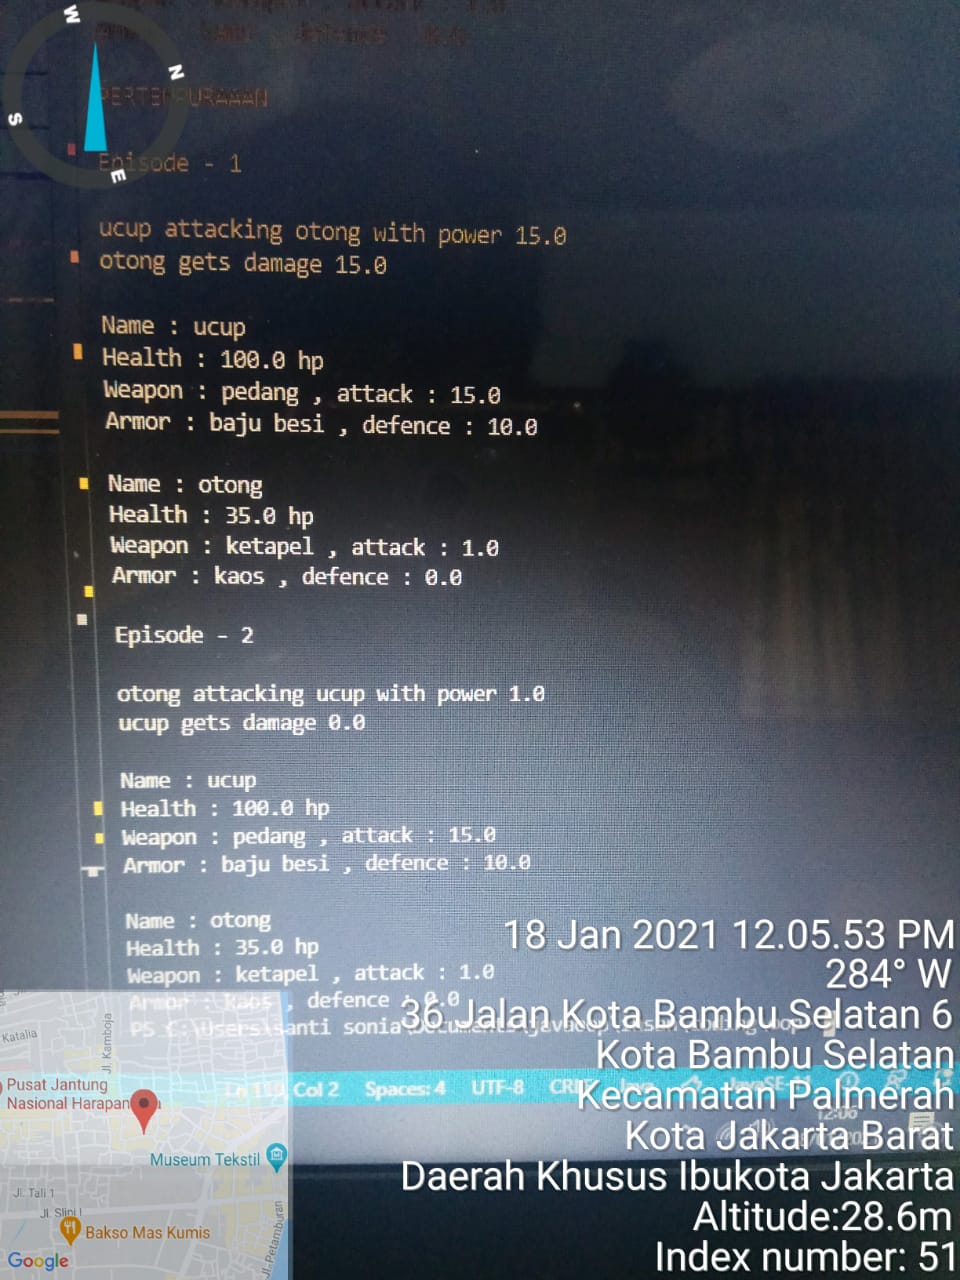 W
N
S
E
PERTEMPURAAAN
Episode - 1
ucup attacking otong with power 15.0
otong gets damage 15.0
Name : ucup
Health : 100.0 hp
Weapon : pedang , attack : 15.0
Armor : baju besi , defence : 10.0
Name : otong
Health : 35.0 hp
Weapon : ketapel , attack : 1.0
Armor : kaos , defence : 0.0
Episode - 2
otong attacking ucup with power 1.0
ucup gets damage 0.0
Name : ucup
Health : 100.0 hp
Weapon : pedang , attack : 15.0
Armor : baju besi , defence : 10.0
Name : otong
Health : 35.0 hp
Weapon : ketapel , attack : 1.0
Armor : kaos , defence : 0.0
PS C:\Users\santi sonia\Documents
Col 2 Spaces: 4 UTF-8
12:06
18 Jan 2021 12.05.53 PM
284° W
36 Jalan Kota Bambu Selatan 6
Kota Bambu Selatan
Kecamatan Palmerah
Kota Jakarta Barat
Daerah Khusus Ibukota Jakarta
Altitude:28.6m
Index number: 51
Katalia
Jl. Kamboja
Pusat Jantung
Nasional Harapan
Museum Tekstil
Jl. Tali 1
Jl. Slipi I
Bakso Mas Kumis
Jl. Petamburan
Google